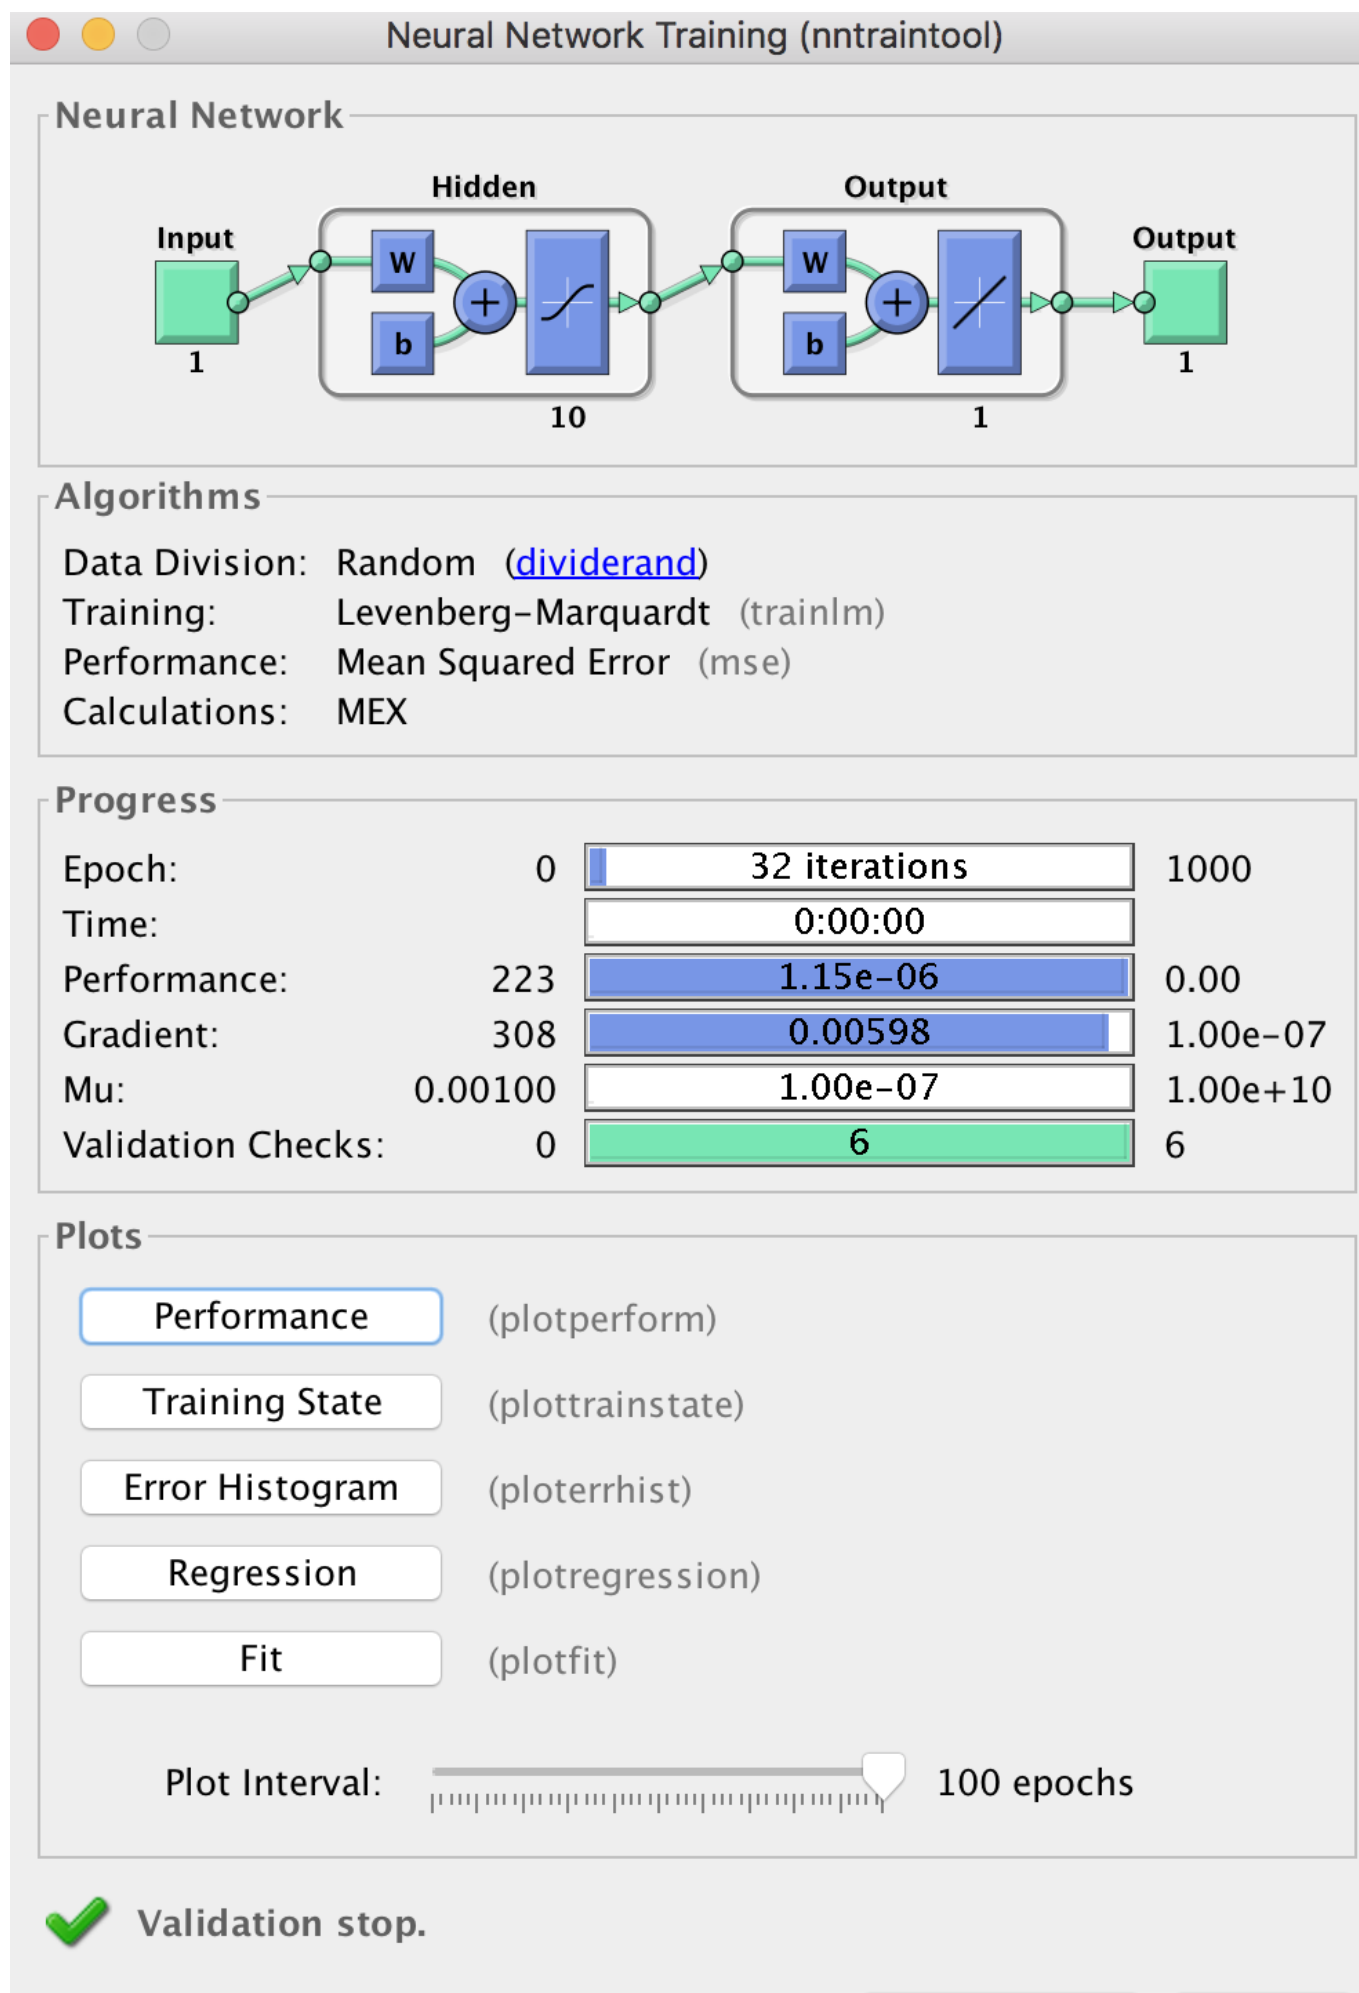 Neural Network Training (nntraintool)
Neural Network
Hidden
Output
Input
Output
W
b
W
b
1
1
10
1
Algorithms
Data Division: Random (dividerand)
Training: Levenberg-Marquardt (trainlm)
Performance: Mean Squared Error (mse)
Calculations: MEX
Progress
Epoch: 0 32 iterations 1000
Time: 0:00:00
Performance: 223 1.15e-06 0.00
Gradient: 308 0.00598 1.00e-07
Mu: 0.00100 1.00e-07 1.00e+10
Validation Checks: 0 6 6
Plots
Performance (plotperform)
Training State (plottrainstate)
Error Histogram (ploterrhist)
Regression (plotregression)
Fit (plotfit)
Plot Interval: 100 epochs
Validation stop.